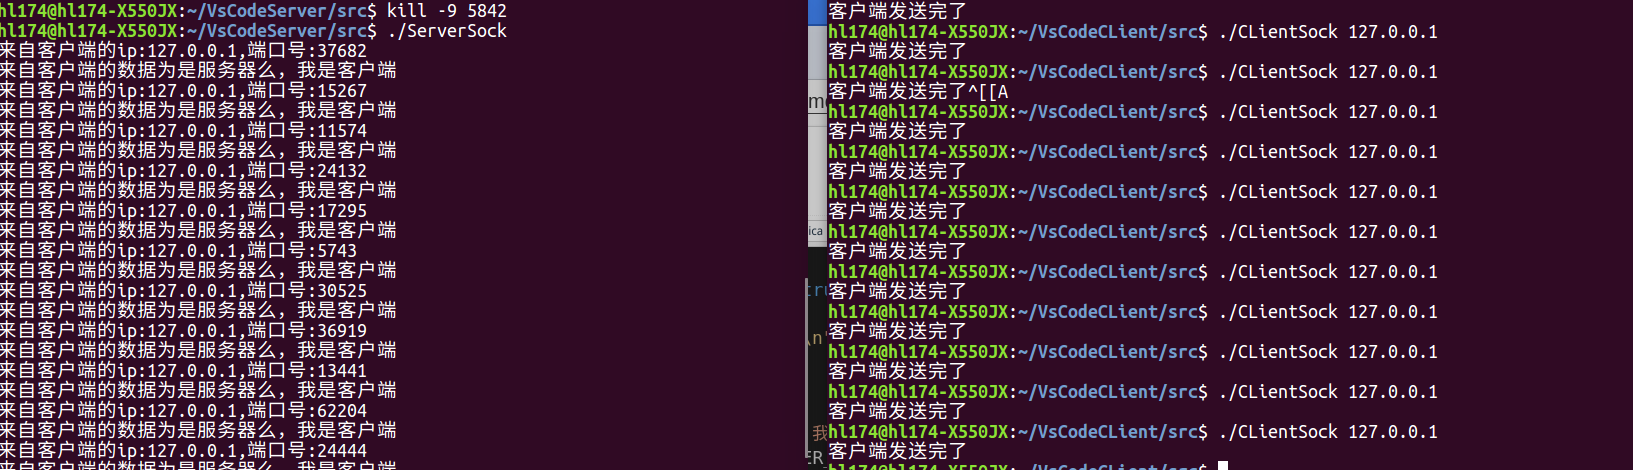 hl174@hl174-X550JX:~/VsCodeServer/src$ kill -9 5842
hl174@hl174-X550JX:~/VsCodeServer/src$ ./ServerSock
来自客户端的ip:127.0.0.1,端口号:37682
来自客户端的数据为是服务器么，我是客户端
来自客户端的ip:127.0.0.1,端口号:15267
来自客户端的数据为是服务器么，我是客户端
来自客户端的ip:127.0.0.1,端口号:11574
来自客户端的数据为是服务器么，我是客户端
来自客户端的ip:127.0.0.1,端口号:24132
来自客户端的数据为是服务器么，我是客户端
来自客户端的ip:127.0.0.1,端口号:17295
来自客户端的数据为是服务器么，我是客户端
来自客户端的ip:127.0.0.1,端口号:5743
来自客户端的数据为是服务器么，我是客户端
来自客户端的ip:127.0.0.1,端口号:30525
来自客户端的数据为是服务器么，我是客户端
来自客户端的ip:127.0.0.1,端口号:36919
来自客户端的数据为是服务器么，我是客户端
来自客户端的ip:127.0.0.1,端口号:13441
来自客户端的数据为是服务器么，我是客户端
来自客户端的ip:127.0.0.1,端口号:62204
来自客户端的数据为是服务器么，我是客户端
来自客户端的ip:127.0.0.1,端口号:24444
来自客户端的数据为是服务器么，我是客户端
ica
\n'
我
ER
客户端发送完了
hl174@hl174-X550JX:~/VsCodeCLient/src$ ./CLientSock 127.0.0.1
客户端发送完了
hl174@hl174-X550JX:~/VsCodeCLient/src$ ./CLientSock 127.0.0.1
客户端发送完了^[[A
hl174@hl174-X550JX:~/VsCodeCLient/src$ ./CLientSock 127.0.0.1
客户端发送完了
hl174@hl174-X550JX:~/VsCodeCLient/src$ ./CLientSock 127.0.0.1
客户端发送完了
hl174@hl174-X550JX:~/VsCodeCLient/src$ ./CLientSock 127.0.0.1
客户端发送完了
hl174@hl174-X550JX:~/VsCodeCLient/src$ ./CLientSock 127.0.0.1
客户端发送完了
hl174@hl174-X550JX:~/VsCodeCLient/src$ ./CLientSock 127.0.0.1
客户端发送完了
hl174@hl174-X550JX:~/VsCodeCLient/src$ ./CLientSock 127.0.0.1
客户端发送完了
hl174@hl174-X550JX:~/VsCodeCLient/src$ ./CLientSock 127.0.0.1
hl174@hl174-X550JX:~/VsCodeCLient/src$ ./CLientSock 127.0.0.1
客户端发送完了
hl174@hl174-X550JX:~/VsCodeCLient/src$ ./CLientSock 127.0.0.1
客户端发送完了
hl174@hl174-X550JX:~/VsCodeCLient/src$